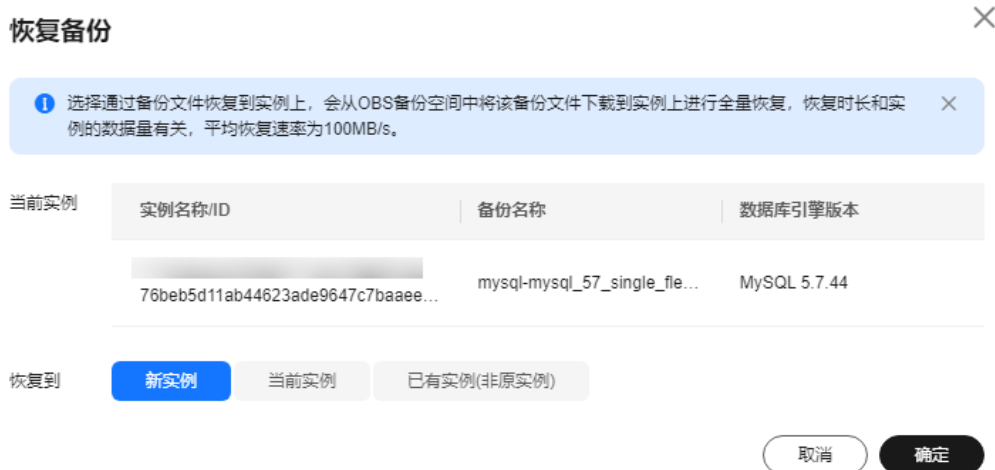 恢复备份
选择通过备份文件恢复到实例上，会从OBS备份空间中将该备份文件下载到实例上进行全量恢复，恢复时长和实
例的数据量有关，平均恢复速率为100MB/s。
当前实例
实例名称/ID 备份名称 数据库引擎版本
76beb5d11ab44623ade9647c7baaee... mysql-mysql_57_single_fle... MySQL 5.7.44
恢复到 新实例 当前实例 已有实例(非原实例)
取消 确定